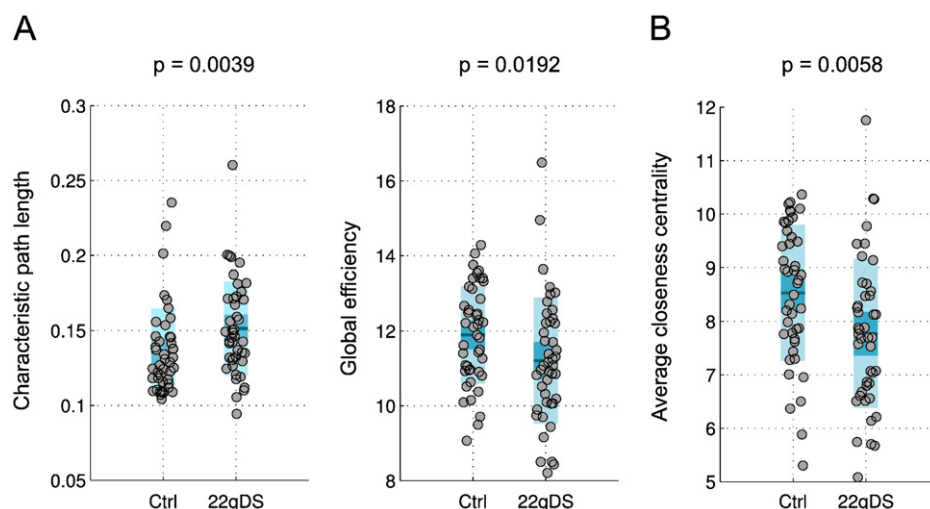 A
B
p = 0.0039
p = 0.0192
p = 0.0058
Characteristic path length
0.3
0.25
0.2
0.15
0.1
0.05
Ctrl
22qDS
Global efficiency
18
16
14
12
10
8
Ctrl
22qDS
Average closeness centrality
12
11
10
9
8
7
6
5
Ctrl
22qDS